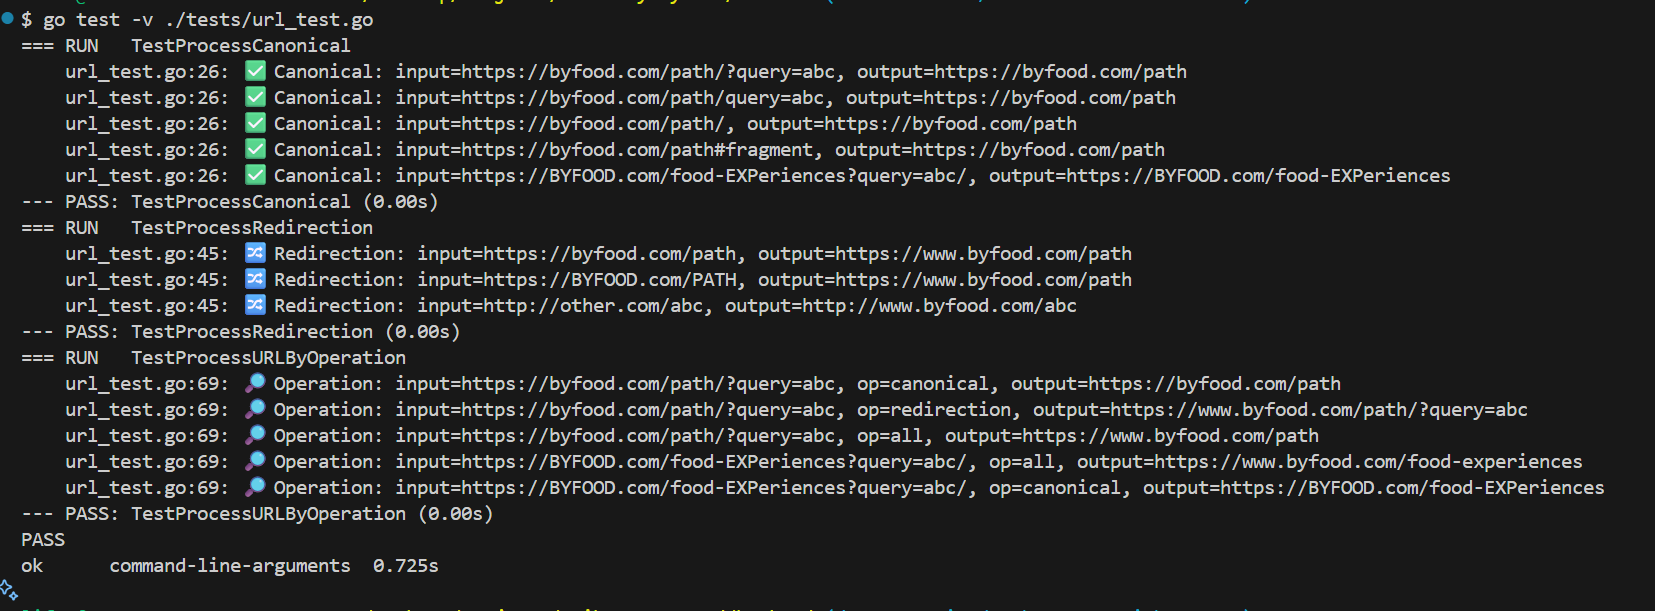 $ go test -v ./tests/url_test.go
=== RUN   TestProcessCanonical
    url_test.go:26: ✅ Canonical: input=https://byfood.com/path/?query=abc, output=https://byfood.com/path
    url_test.go:26: ✅ Canonical: input=https://byfood.com/path/query=abc, output=https://byfood.com/path
    url_test.go:26: ✅ Canonical: input=https://byfood.com/path/, output=https://byfood.com/path
    url_test.go:26: ✅ Canonical: input=https://byfood.com/path#fragment, output=https://byfood.com/path
    url_test.go:26: ✅ Canonical: input=https://BYFOOD.com/food-EXPeriences?query=abc/, output=https://BYFOOD.com/food-EXPeriences
--- PASS: TestProcessCanonical (0.00s)
=== RUN   TestProcessRedirection
    url_test.go:45: 🔀 Redirection: input=https://byfood.com/path, output=https://www.byfood.com/path
    url_test.go:45: 🔀 Redirection: input=https://BYFOOD.com/PATH, output=https://www.byfood.com/path
    url_test.go:45: 🔀 Redirection: input=http://other.com/abc, output=http://www.byfood.com/abc
--- PASS: TestProcessRedirection (0.00s)
=== RUN   TestProcessURLByOperation
    url_test.go:69: 🔎 Operation: input=https://byfood.com/path/?query=abc, op=canonical, output=https://byfood.com/path
    url_test.go:69: 🔎 Operation: input=https://byfood.com/path/?query=abc, op=redirection, output=https://www.byfood.com/path/?query=abc
    url_test.go:69: 🔎 Operation: input=https://byfood.com/path/?query=abc, op=all, output=https://www.byfood.com/path
    url_test.go:69: 🔎 Operation: input=https://BYFOOD.com/food-EXPeriences?query=abc/, op=all, output=https://www.byfood.com/food-experiences
    url_test.go:69: 🔎 Operation: input=https://BYFOOD.com/food-EXPeriences?query=abc/, op=canonical, output=https://BYFOOD.com/food-EXPeriences
--- PASS: TestProcessURLByOperation (0.00s)
PASS
ok      command-line-arguments  0.725s